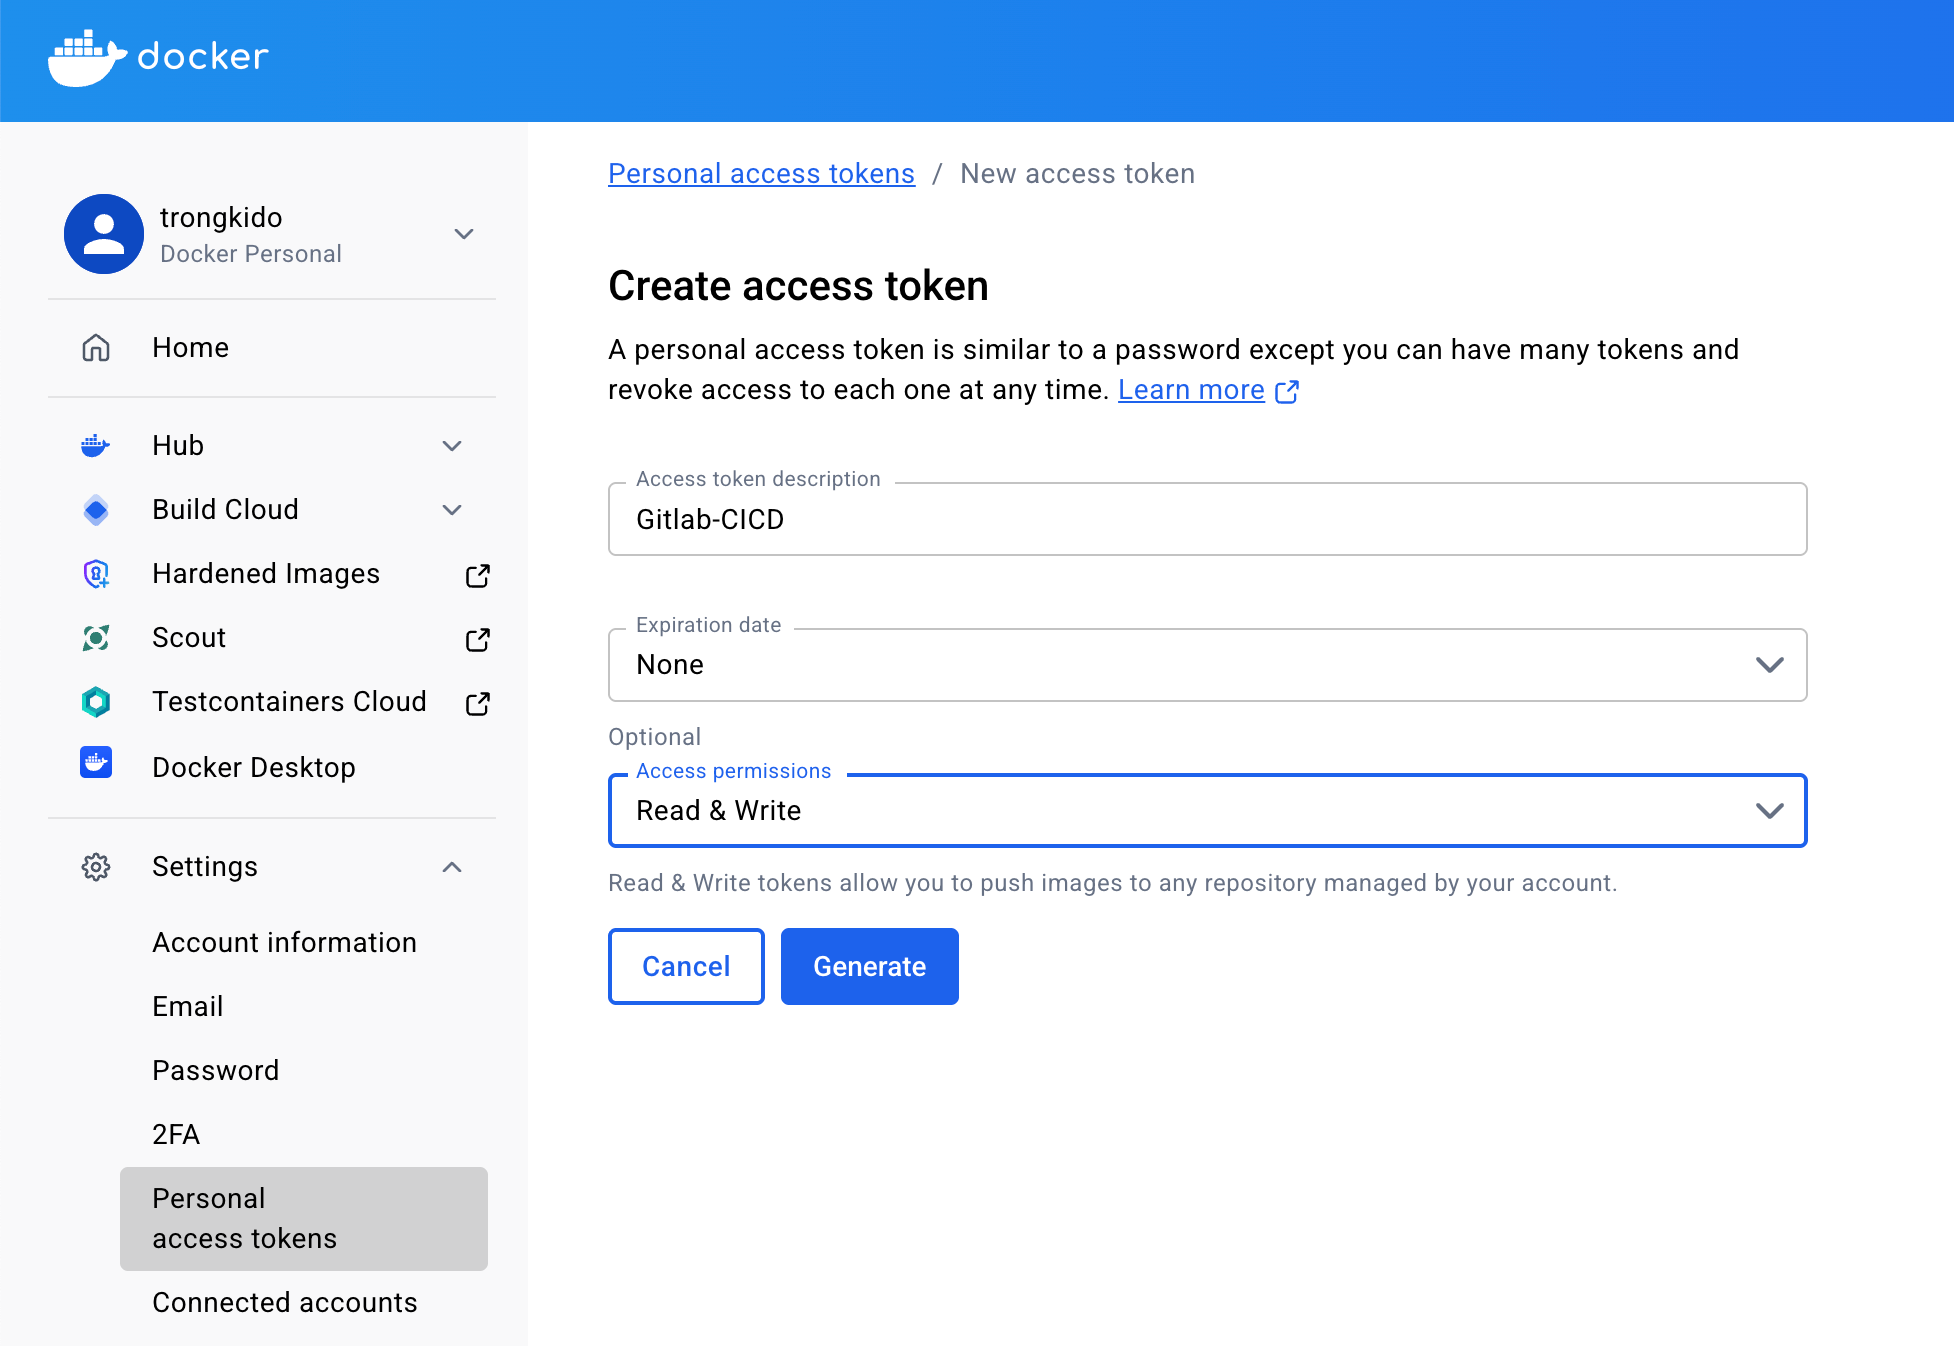 docker
trongkido
Docker Personal
Home
Hub
Build Cloud
Hardened Images
Scout
Testcontainers Cloud
Docker Desktop
Settings
Account information
Email
Password
2FA
Personal
access tokens
Connected accounts
Personal access tokens / New access token
Create access token
A personal access token is similar to a password except you can have many tokens and
revoke access to each one at any time. Learn more
Access token description
Gitlab-CICD
Expiration date
None
Optional
Access permissions
Read & Write
Read & Write tokens allow you to push images to any repository managed by your account.
Cancel Generate